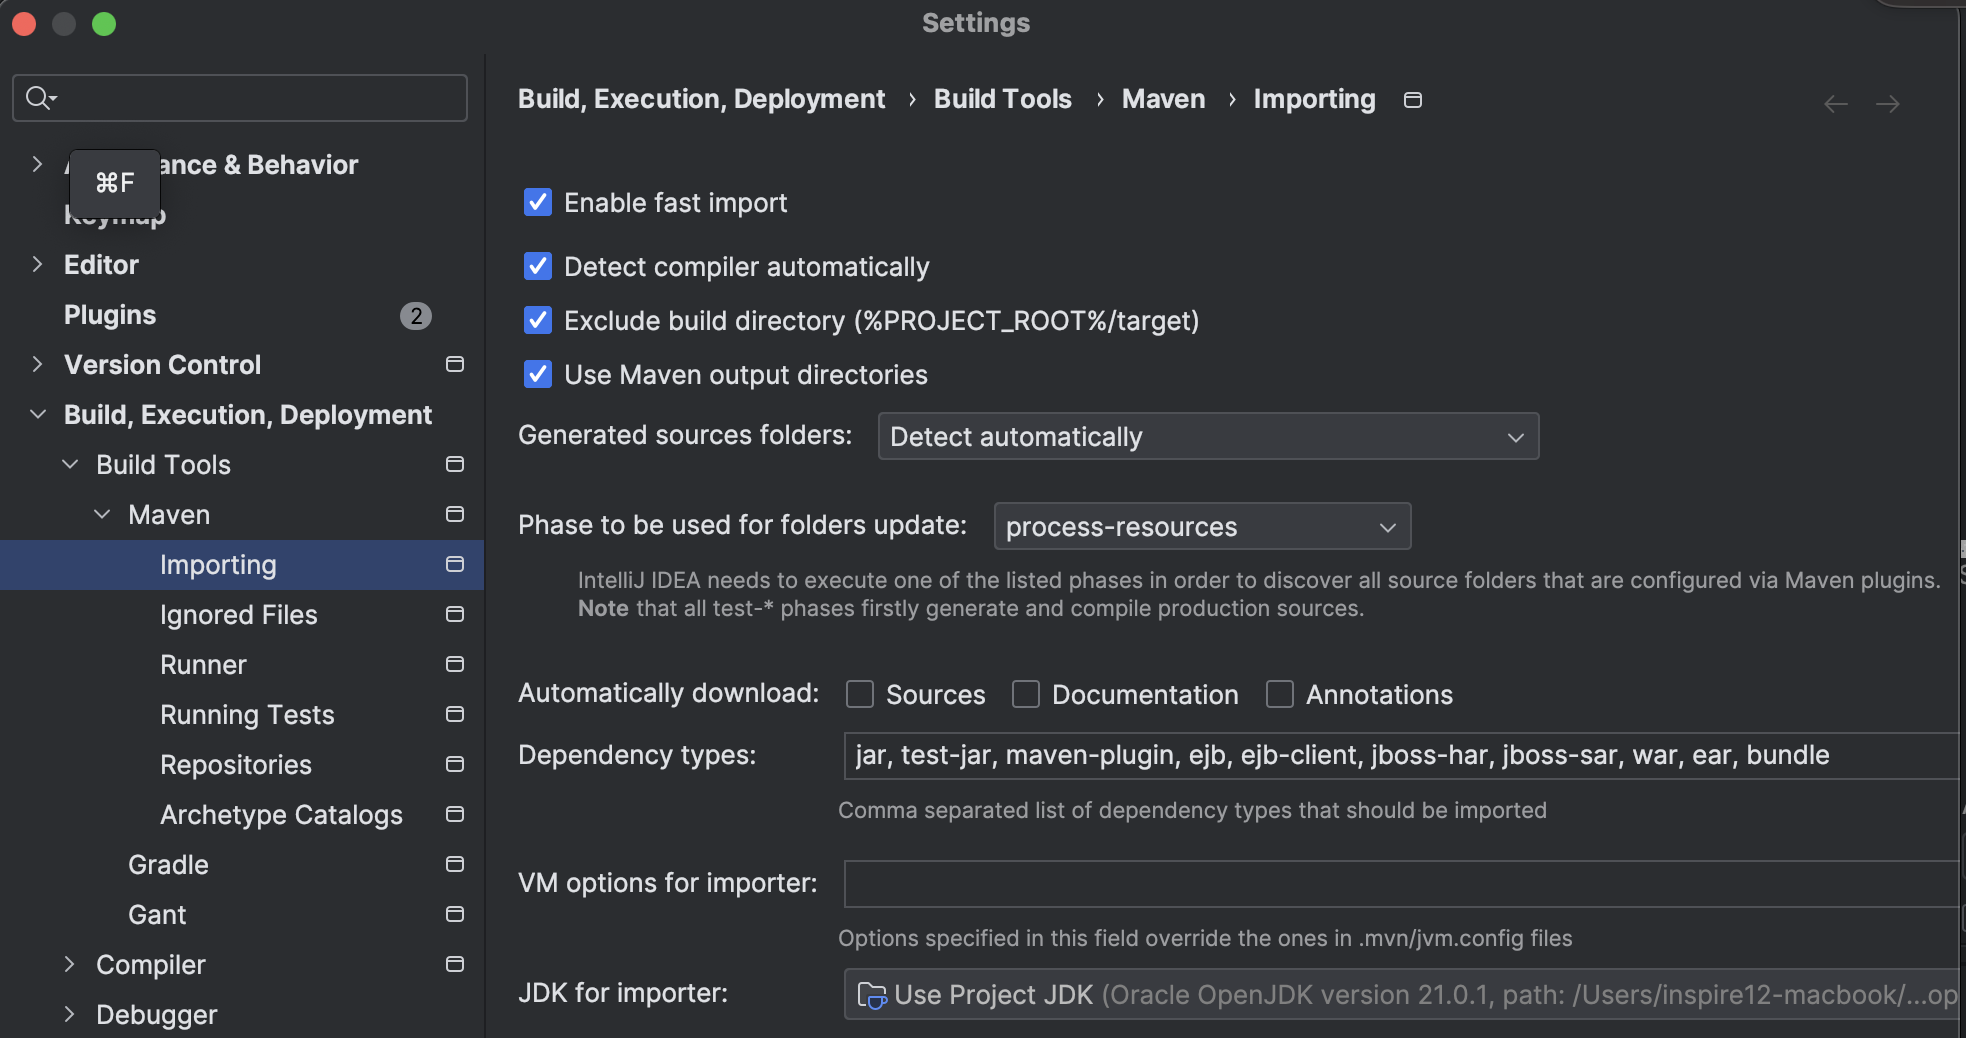 Settings
⌘F
ance & Behavior
Keymap
Editor
Plugins 2
Version Control
Build, Execution, Deployment
Build Tools
Maven
Importing
Ignored Files
Runner
Running Tests
Repositories
Archetype Catalogs
Gradle
Gant
Compiler
Debugger
Build, Execution, Deployment › Build Tools › Maven › Importing
Enable fast import
Detect compiler automatically
Exclude build directory (%PROJECT_ROOT%/target)
Use Maven output directories
Generated sources folders: Detect automatically
Phase to be used for folders update: process-resources
IntelliJ IDEA needs to execute one of the listed phases in order to discover all source folders that are configured via Maven plugins.
Note that all test-* phases firstly generate and compile production sources.
Automatically download: Sources Documentation Annotations
Dependency types: jar, test-jar, maven-plugin, ejb, ejb-client, jboss-har, jboss-sar, war, ear, bundle
Comma separated list of dependency types that should be imported
VM options for importer:
Options specified in this field override the ones in .mvn/jvm.config files
JDK for importer: Use Project JDK (Oracle OpenJDK version 21.0.1, path: /Users/inspire12-macbook/...op